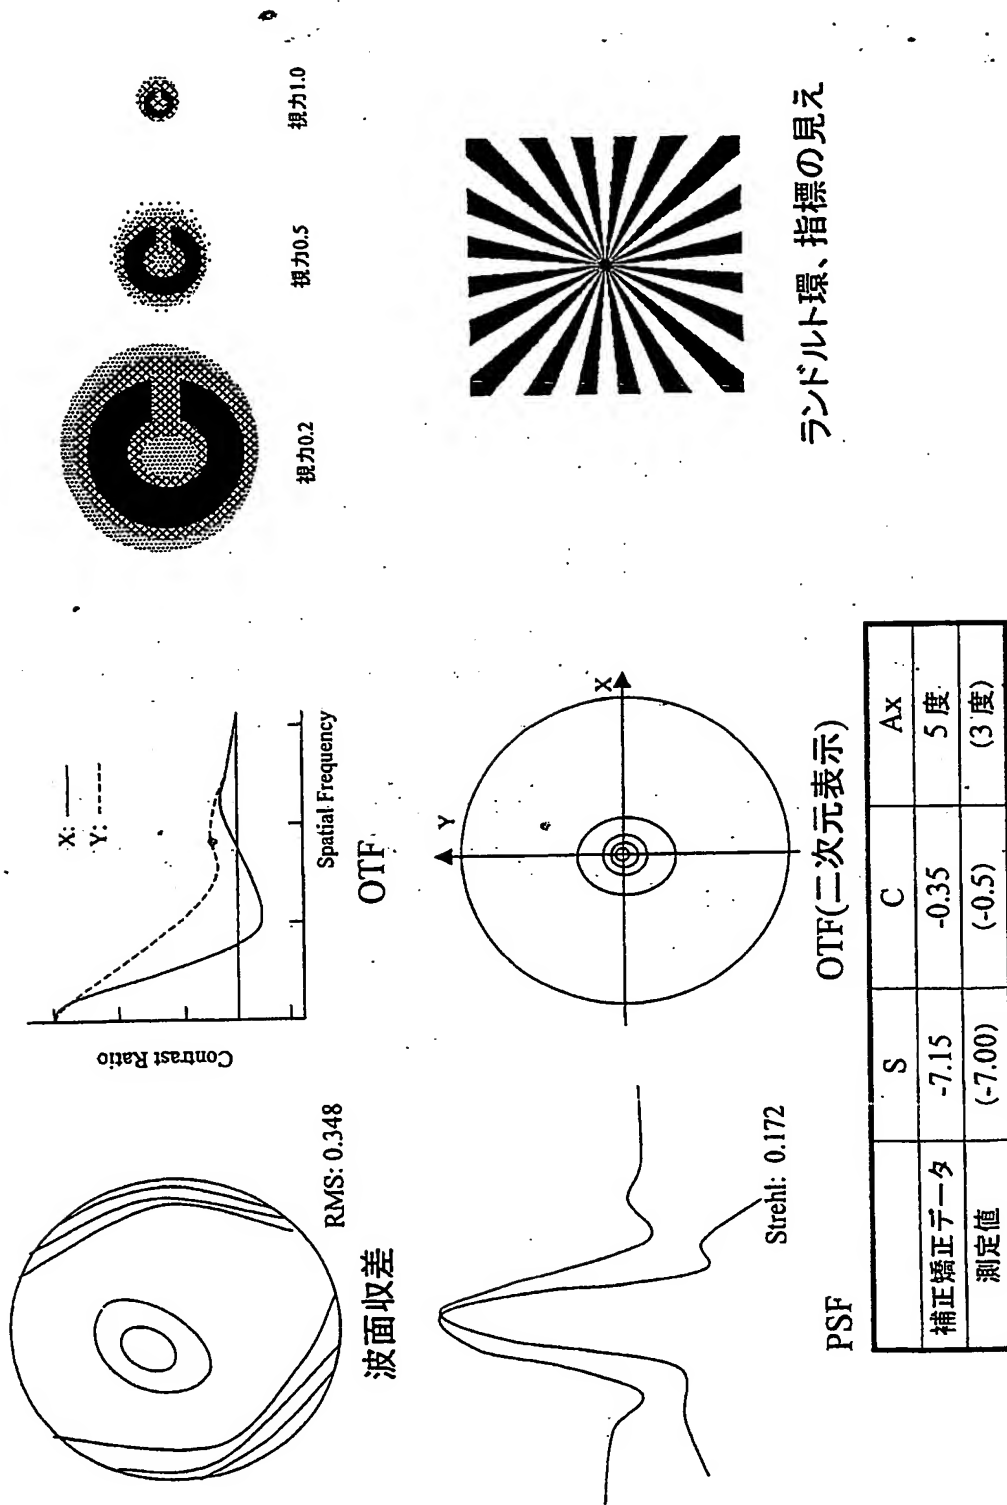 RMS: 0.348
波面収差
Contrast Ratio
X:
Y:
Spatial Frequency
OTF
視力0.2
視力0.5
視力1.0
Strehl: 0.172
PSF
Y
X
OTF(二次元表示)
ランドルト環、指標の見え
S C Ax
補正矯正データ -7.15 -0.35 5 度
測定値 (-7.00) (-0.5) (3 度)